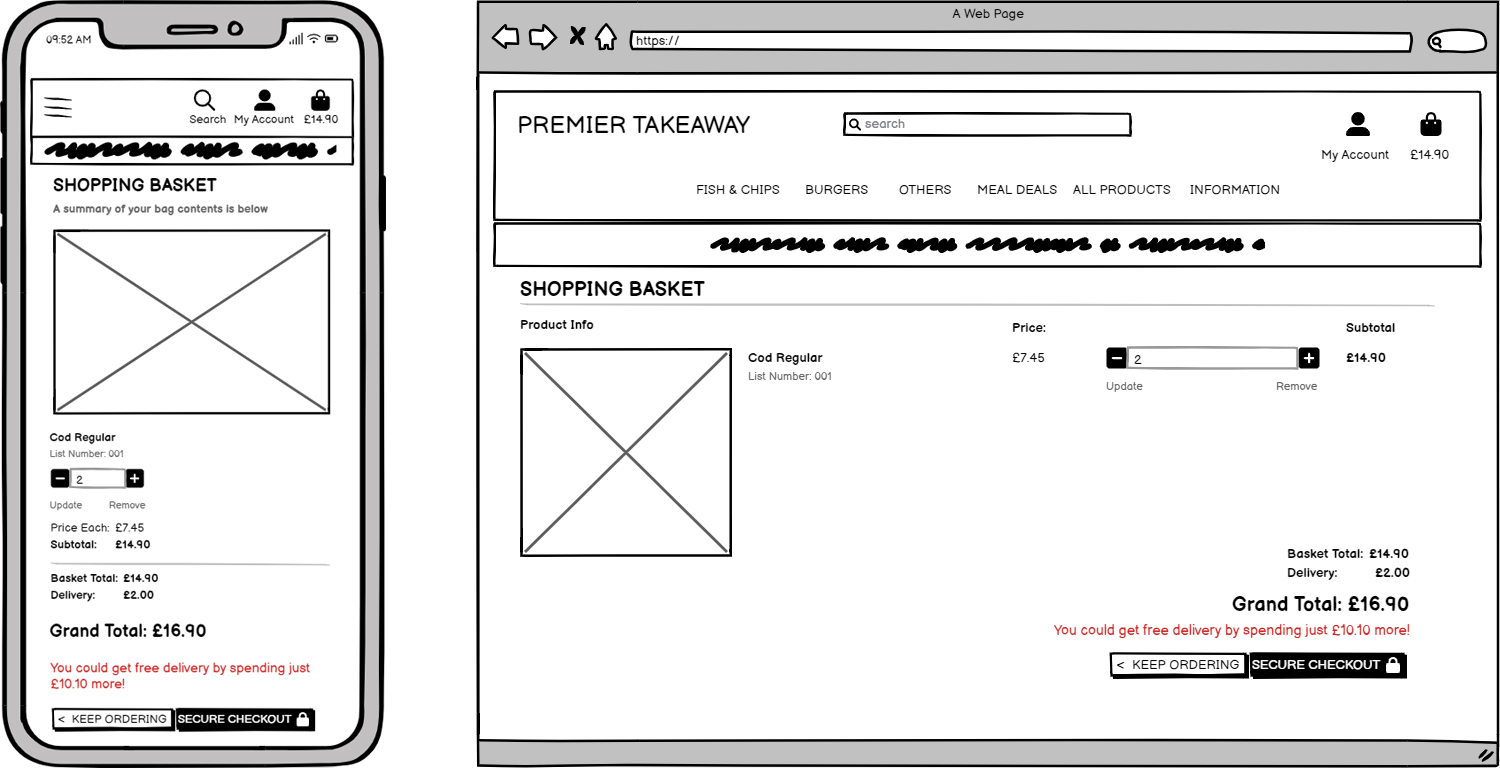 09:52 AM
Search My Account £14.90
SHOPPING BASKET
A summary of your bag contents is below
Cod Regular
List Number: 001
2
Update Remove
Price Each: £7.45
Subtotal: £14.90
Basket Total: £14.90
Delivery: £2.00
Grand Total: £16.90
You could get free delivery by spending just
£10.10 more!
< KEEP ORDERING SECURE CHECKOUT
A Web Page
https://
PREMIER TAKEAWAY
search
My Account £14.90
FISH & CHIPS BURGERS OTHERS MEAL DEALS ALL PRODUCTS INFORMATION
SHOPPING BASKET
Product Info Price: Subtotal
Cod Regular £7.45 2 £14.90
List Number: 001
Update Remove
Basket Total: £14.90
Delivery: £2.00
Grand Total: £16.90
You could get free delivery by spending just £10.10 more!
< KEEP ORDERING SECURE CHECKOUT